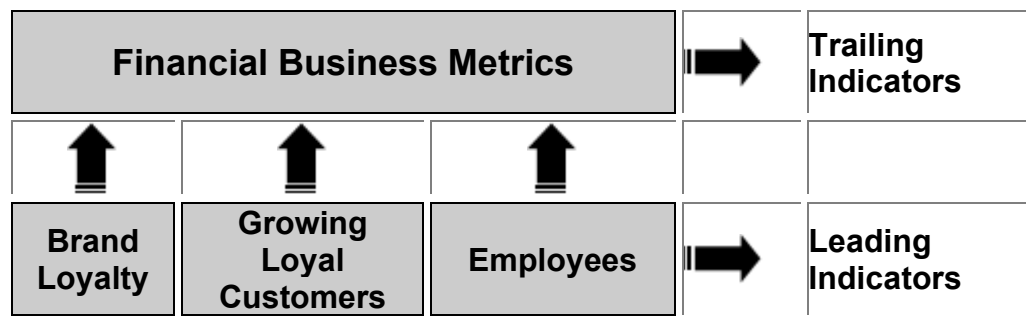 Financial Business Metrics
Trailing
Indicators
Brand
Loyalty
Growing
Loyal
Customers
Employees
Leading
Indicators